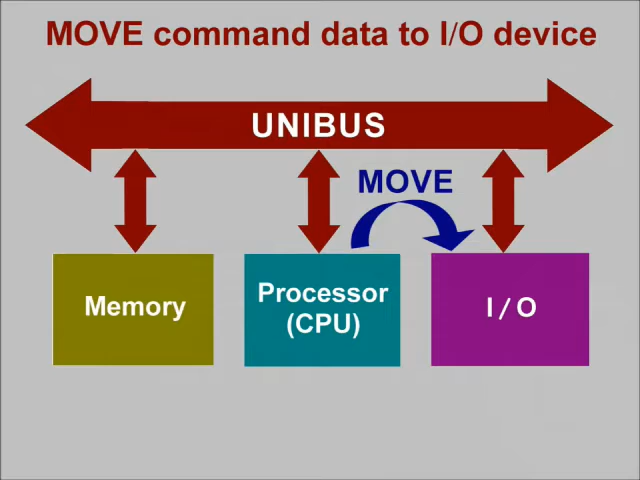 MOVE command data to I/O device
UNIBUS
MOVE
Memory
Processor
(CPU)
I / O